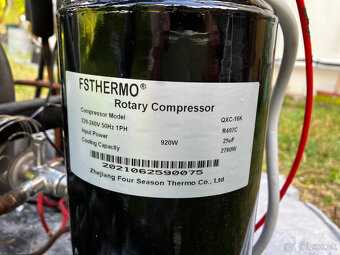 FSTHERMO®
Rotary Compressor
Compressor Model QXC-16K
220-240V 50Hz 1PH R407C
Input Power 920W 25uF
Cooling Capacity 2760W
2021062590075
Zhejiang Four Season Thermo Co., Ltd